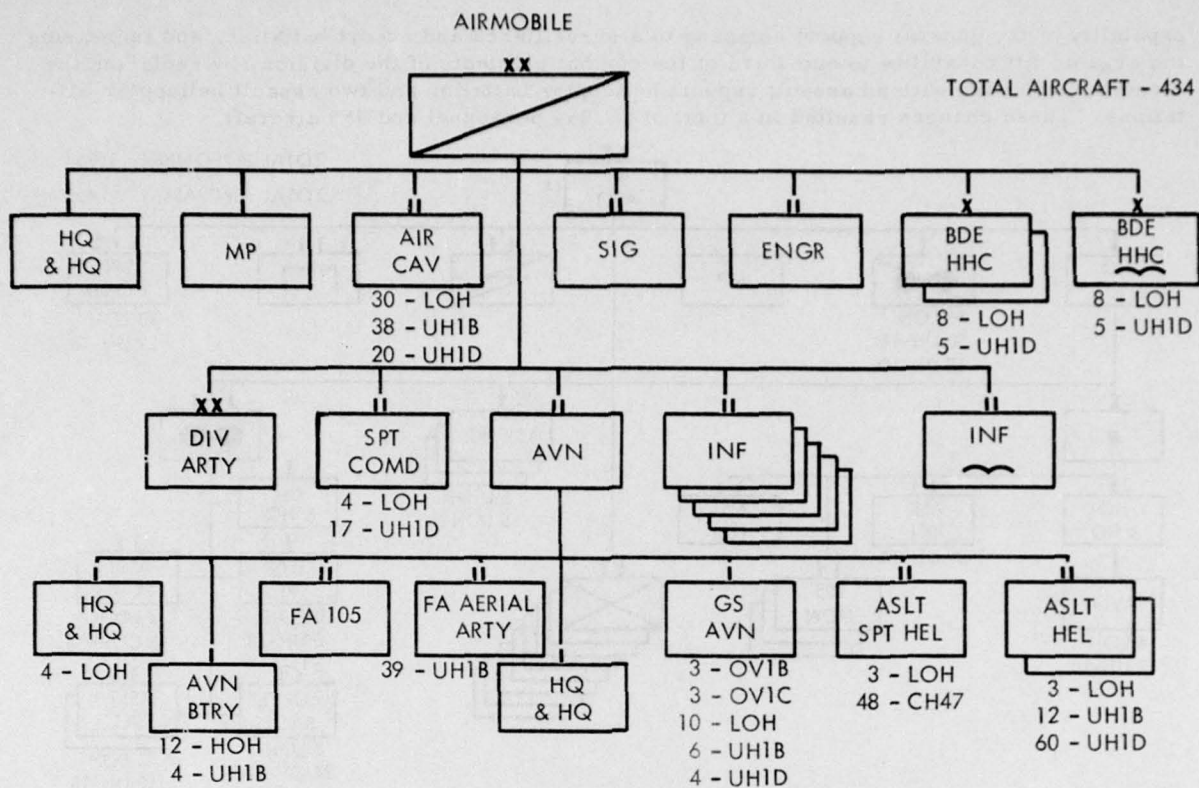 AIRMOBILE
XX
TOTAL AIRCRAFT - 434
I
HQ
& HQ
I
MP
II
AIR
CAV
30 - LOH
38 - UH1B
20 - UH1D
II
SIG
II
ENGR
X
BDE
HHC
8 - LOH
5 - UH1D
X
BDE
HHC
8 - LOH
5 - UH1D
XX
DIV
ARTY
II
SPT
COMD
4 - LOH
17 - UH1D
II
AVN
II
INF
II
INF
I
HQ
& HQ
4 - LOH
I
AVN
BTRY
12 - HOH
4 - UH1B
II
FA 105
II
FA AERIAL
ARTY
39 - UH1B
I
HQ
& HQ
II
GS
AVN
3 - OV1B
3 - OV1C
10 - LOH
6 - UH1B
4 - UH1D
II
ASLT
SPT HEL
3 - LOH
48 - CH47
II
ASLT
HEL
3 - LOH
12 - UH1B
60 - UH1D